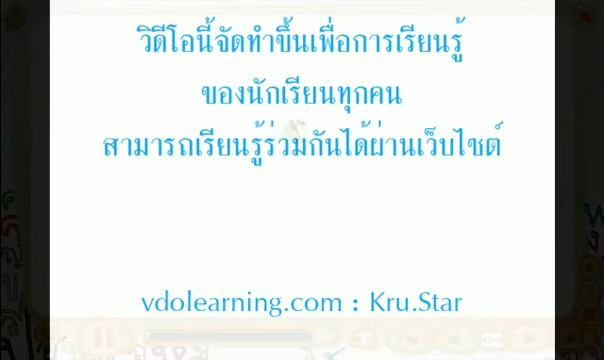 วิดีโอนี้จัดทำขึ้นเพื่อการเรียนรู้
ของนักเรียนทุกคน
สามารถเรียนรู้ร่วมกันได้ผ่านเว็บไซต์
vdolearning.com : Kru.Star